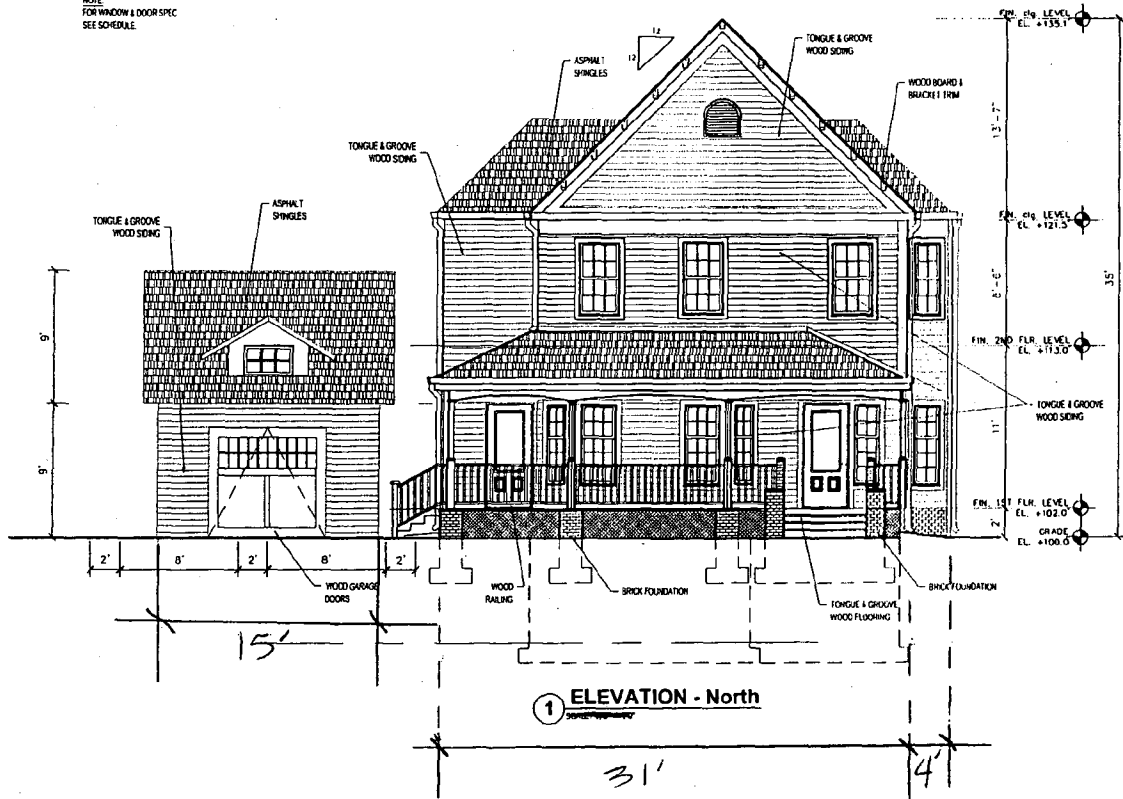 NOTE
FOR WINDOW & DOOR SPEC
SEE SCHEDULE.
12
12
ASPHALT
SHINGLES
TONGUE & GROOVE
WOOD SIDING
WOOD BOARD &
BRACKET TRIM
TONGUE & GROOVE
WOOD SIDING
ASPHALT
SHINGLES
TONGUE & GROOVE
WOOD SIDING
FIN. clg. LEVEL
EL. +135.1
13'-7"
FIN. clg. LEVEL
EL. +121.5
8'-6"
35'
FIN. 2ND FLR. LEVEL
EL. +113.0
TONGUE & GROOVE
WOOD SIDING
11'
FIN. 1ST FLR. LEVEL
EL. +102.0
2'
GRADE
EL. +100.0
9'
9'
2'
8'
2'
8'
2'
WOOD GARAGE
DOORS
WOOD
RAILING
BRICK FOUNDATION
TONGUE & GROOVE
WOOD FLOORING
BRICK FOUNDATION
15'
1 ELEVATION - North
31'
4'